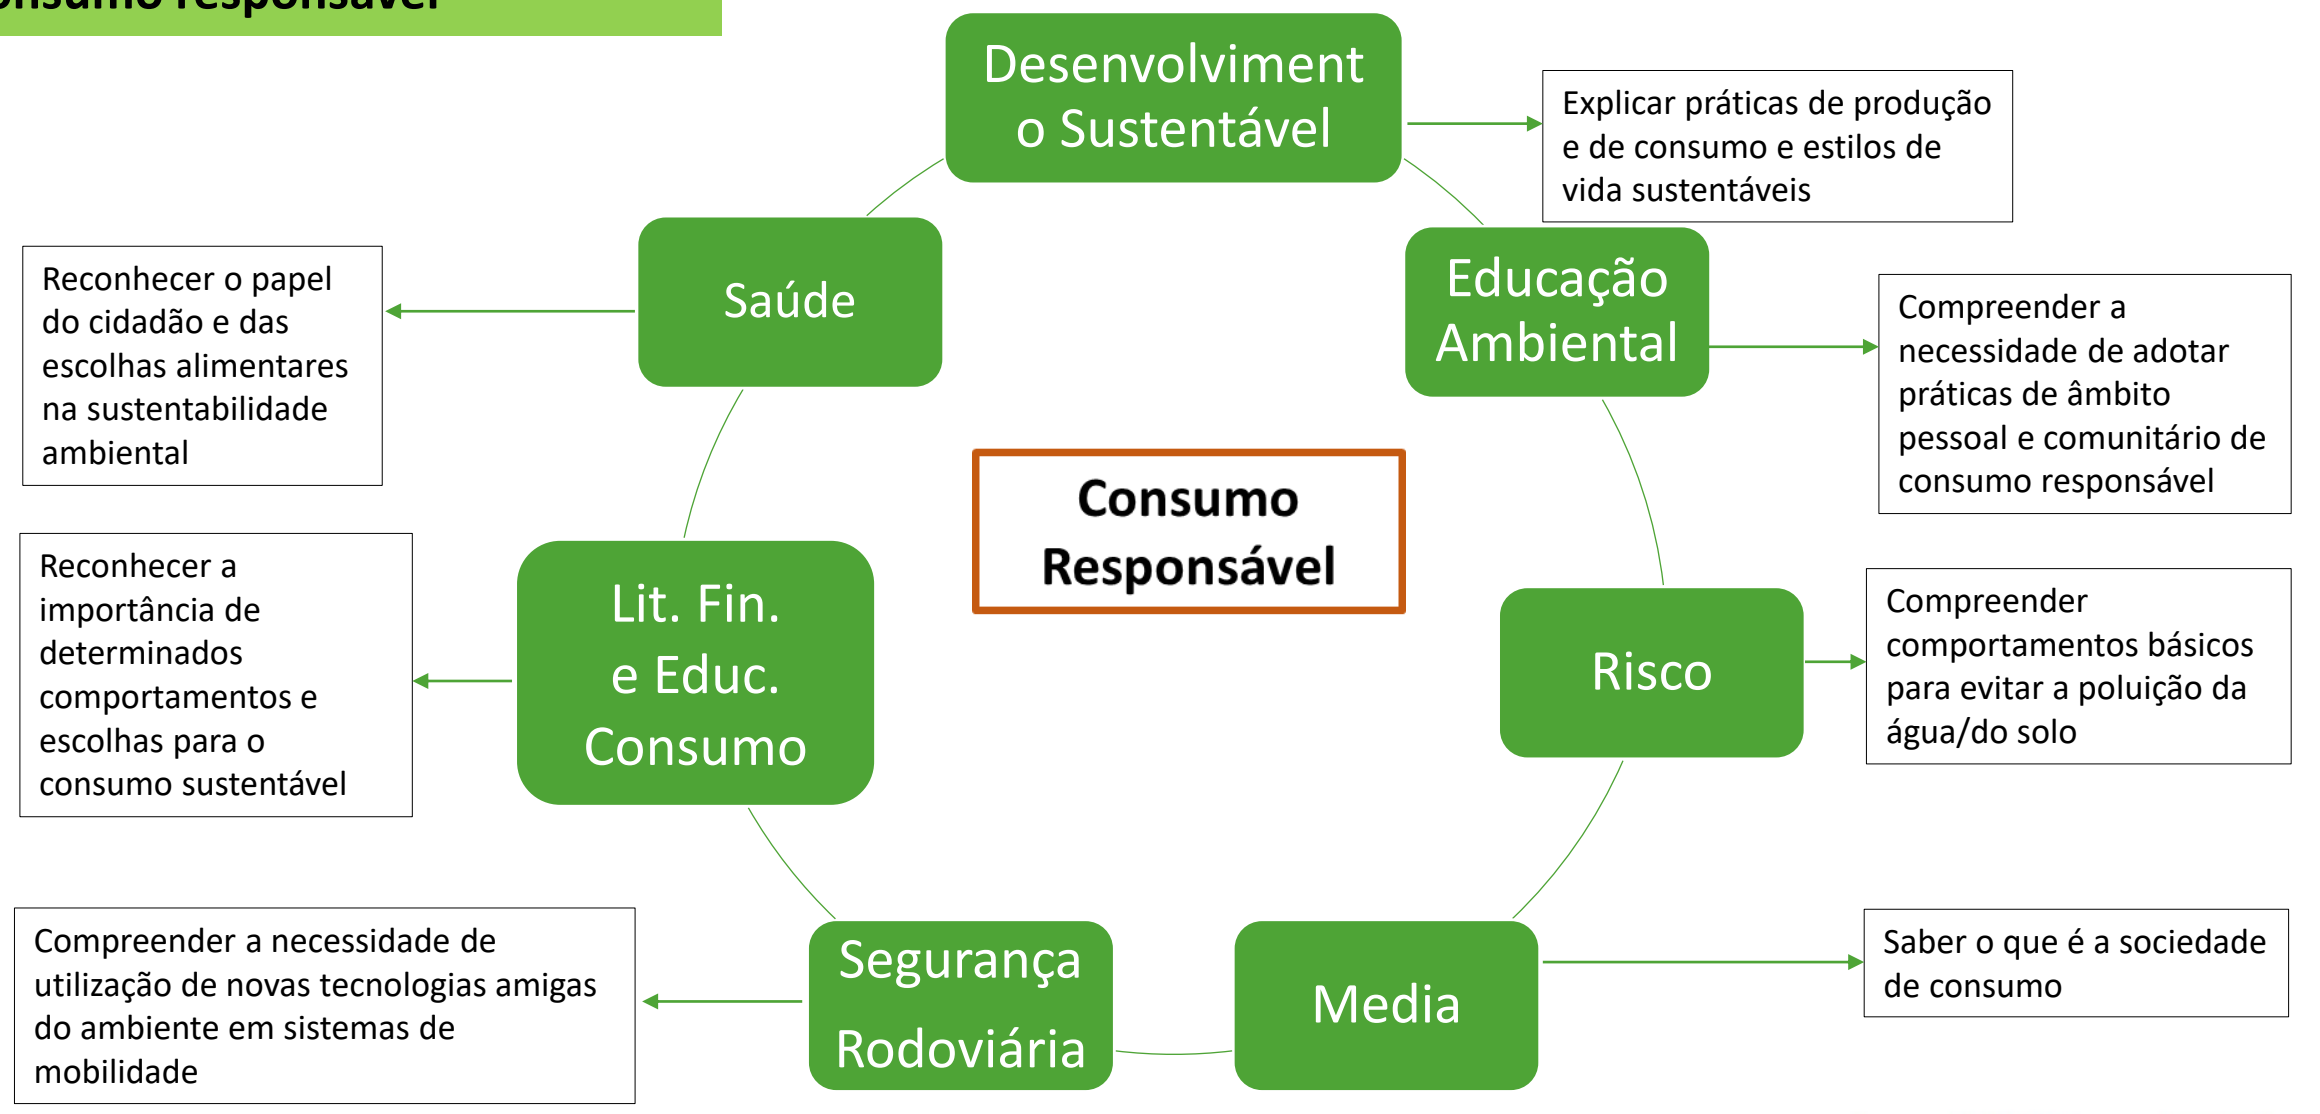 responsável
Desenvolviment
o Sustentável
Explicar práticas de produção
e de consumo e estilos de
vida sustentáveis
Saúde
Reconhecer o papel
do cidadão e das
escolhas alimentares
na sustentabilidade
ambiental
Educação
Ambiental
Compreender a
necessidade de adotar
práticas de âmbito
pessoal e comunitário de
consumo responsável
Consumo
Responsável
Lit. Fin.
e Educ.
Consumo
Reconhecer a
importância de
determinados
comportamentos e
escolhas para o
consumo sustentável
Risco
Compreender
comportamentos básicos
para evitar a poluição da
água/do solo
Segurança
Rodoviária
Compreender a necessidade de
utilização de novas tecnologias amigas
do ambiente em sistemas de
mobilidade
Media
Saber o que é a sociedade
de consumo